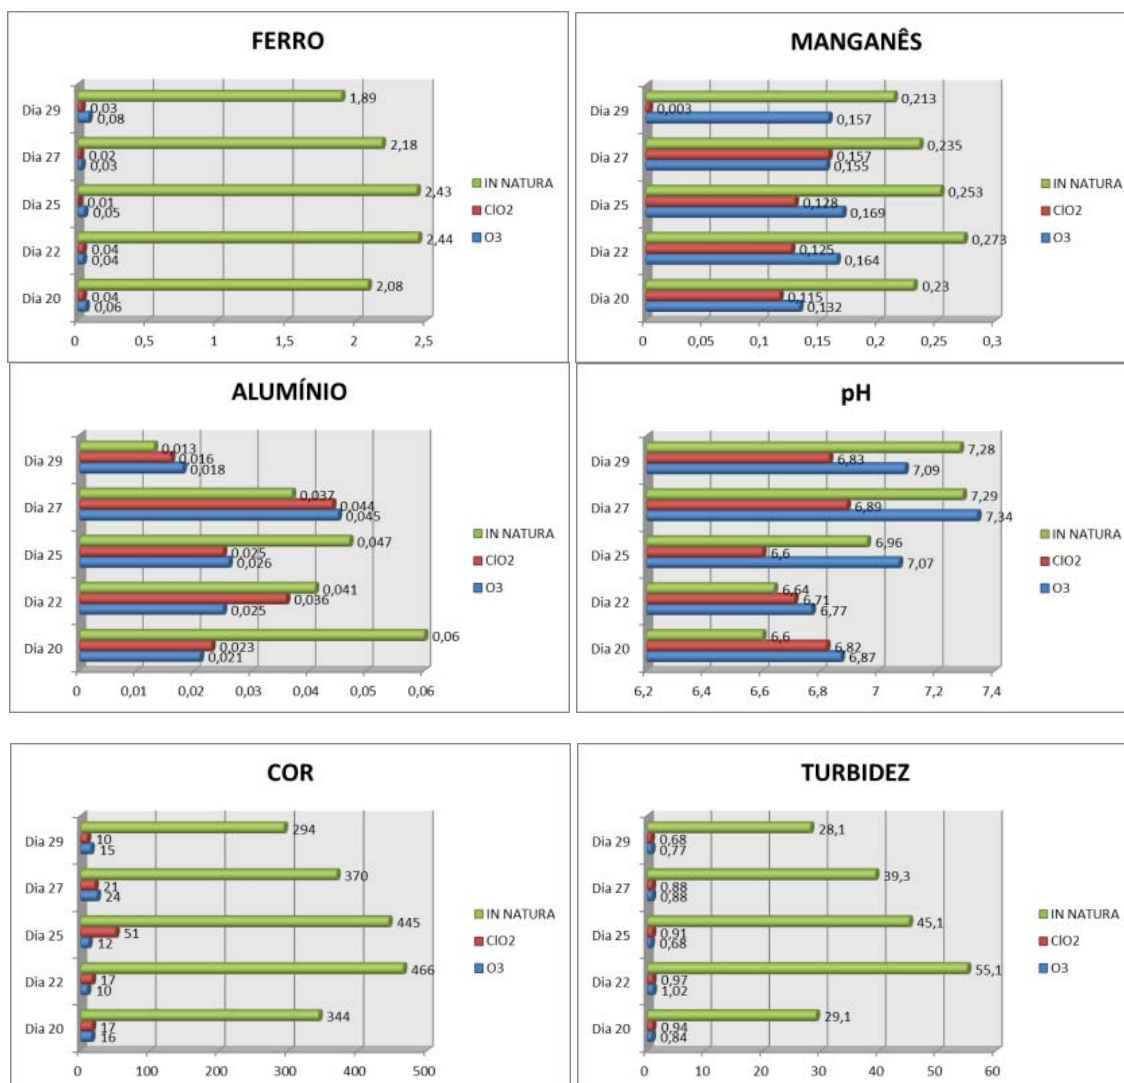 FERRO
Dia 29
1,89
0,03
0,08
Dia 27
2,18
0,02
0,03
Dia 25
2,43
0,01
0,05
Dia 22
2,44
0,04
0,04
Dia 20
2,08
0,04
0,06
0 0,5 1 1,5 2 2,5
IN NATURA
ClO2
O3
MANGANÊS
Dia 29
0,213
0,003
0,157
Dia 27
0,235
0,157
0,155
Dia 25
0,253
0,128
0,169
Dia 22
0,273
0,125
0,164
Dia 20
0,23
0,115
0,132
0 0,05 0,1 0,15 0,2 0,25 0,3
IN NATURA
ClO2
O3
ALUMÍNIO
Dia 29
0,013
0,016
0,018
Dia 27
0,037
0,044
0,045
Dia 25
0,047
0,025
0,026
Dia 22
0,041
0,036
0,025
Dia 20
0,06
0,023
0,021
0 0,01 0,02 0,02 0,04 0,05 0,06
IN NATURA
ClO2
O3
pH
Dia 29
7,28
6,83
7,09
Dia 27
7,29
6,89
7,34
Dia 25
6,96
6,6
7,07
Dia 22
6,64
6,71
6,77
Dia 20
6,6
6,82
6,87
6,2 6,4 6,6 6,8 7 7,2 7,4
IN NATURA
ClO2
O3
COR
Dia 29
294
10
15
Dia 27
370
21
24
Dia 25
445
51
12
Dia 22
466
17
10
Dia 20
344
17
16
0 100 200 300 400 500
IN NATURA
ClO2
O3
TURBIDEZ
Dia 29
28,1
0,68
0,77
Dia 27
39,3
0,88
0,88
Dia 25
45,1
0,91
0,68
Dia 22
55,1
0,97
1,02
Dia 20
29,1
0,94
0,84
0 10 20 30 40 50 60
IN NATURA
ClO2
O3